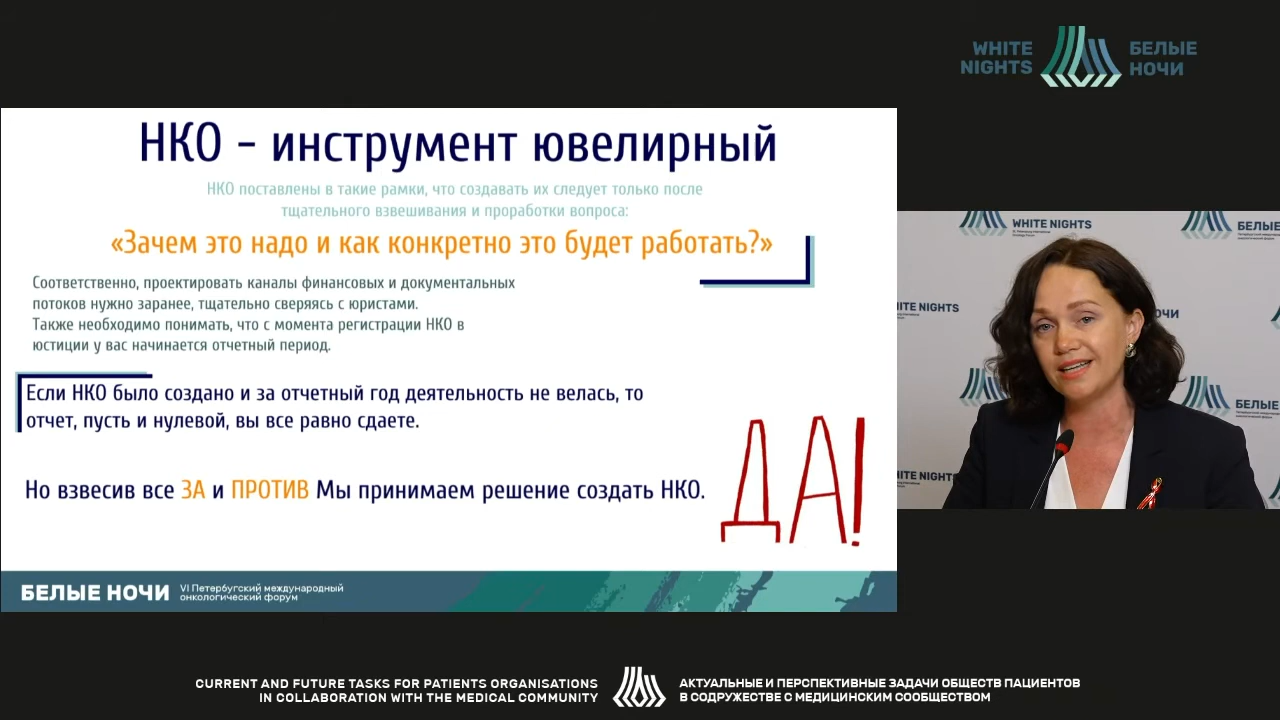 WHITE NIGHTS
БЕЛЫЕ НОЧИ
НКО - инструмент ювелирный
НКО поставлены в такие рамки, что создавать их следует только после
тщательного взвешивания и проработки вопроса:
«Зачем это надо и как конкретно это будет работать?»
Соответственно, проектировать каналы финансовых и документальных
потоков нужно заранее, тщательно сверяясь с юристами.
Также необходимо понимать, что с момента регистрации НКО в
юстиции у вас начинается отчетный период.
Если НКО было создано и за отчетный год деятельность не велась, то
отчет, пусть и нулевой, вы все равно сдаете.
Но взвесив все ЗА и ПРОТИВ Мы принимаем решение создать НКО.
ДА!
БЕЛЫЕ НОЧИ
VI Петербугский международный
онкологический форум
WHITE NIGHTS
БЕЛЫЕ
ITE NIGHTS
ОЧИ
БЕЛЫЕ
ITE NIGHTS
CURRENT AND FUTURE TASKS FOR PATIENTS ORGANISATIONS
IN COLLABORATION WITH THE MEDICAL COMMUNITY
АКТУАЛЬНЫЕ И ПЕРСПЕКТИВНЫЕ ЗАДАЧИ ОБЩЕСТВ ПАЦИЕНТОВ
В СОДРУЖЕСТВЕ С МЕДИЦИНСКИМ СООБЩЕСТВОМ